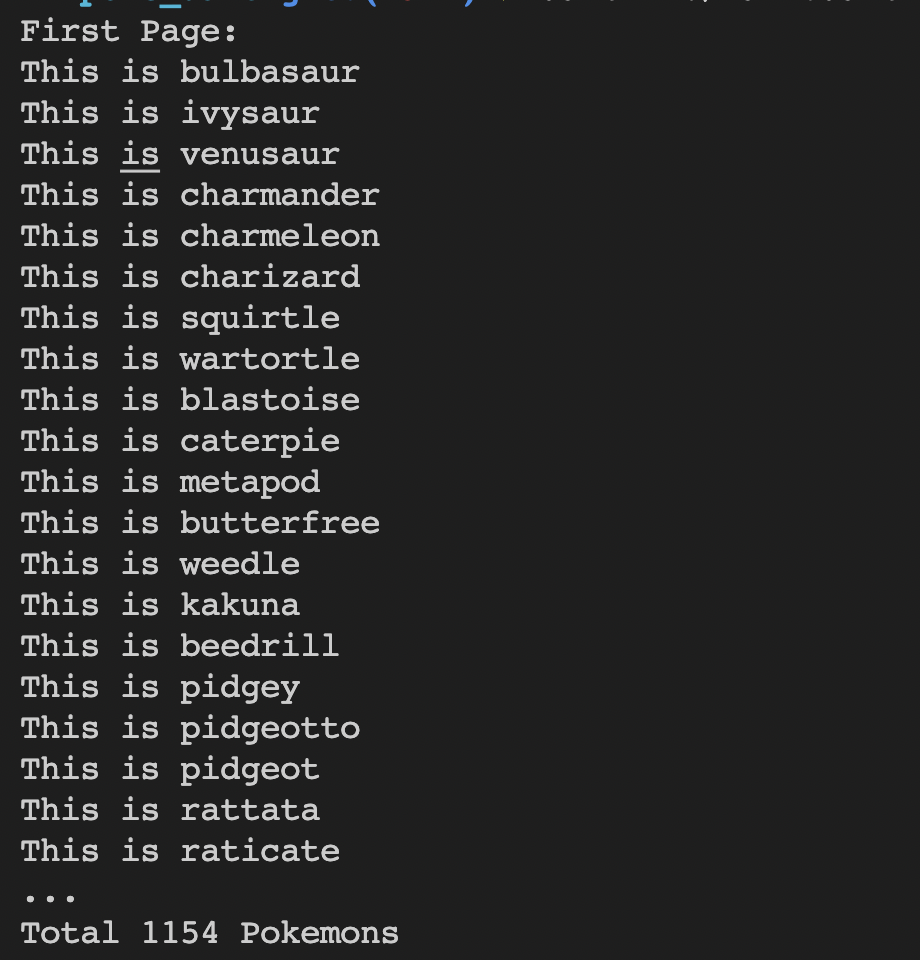 First Page:
This is bulbasaur
This is ivysaur
This is venusaur
This is charmander
This is charmeleon
This is charizard
This is squirtle
This is wartortle
This is blastoise
This is caterpie
This is metapod
This is butterfree
This is weedle
This is kakuna
This is beedrill
This is pidgey
This is pidgeotto
This is pidgeot
This is rattata
This is raticate
...
Total 1154 Pokemons